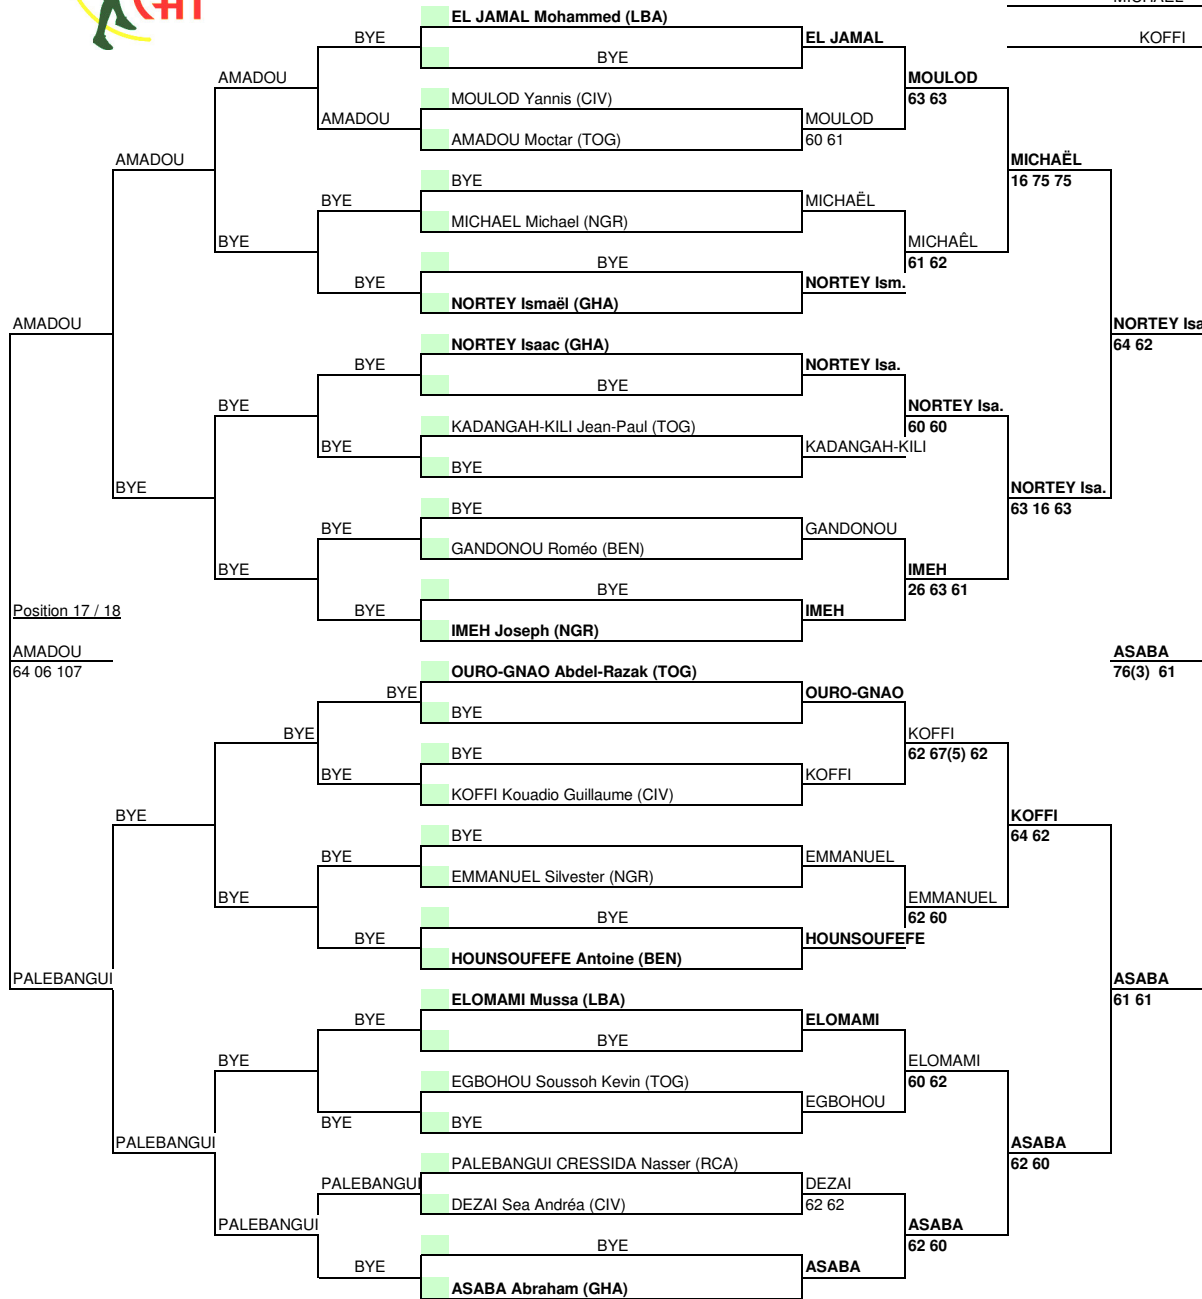 MICHAEL
EL JAMAL Mohammed (LBA)
BYE EL JAMAL KOFFI
BYE
AMADOU MOULOD
MOULOD Yannis (CIV) 63 63
AMADOU MOULOD
AMADOU Moctar (TOG) 60 61
AMADOU MICHAËL
BYE 16 75 75
BYE MICHAËL
MICHAEL Michael (NGR)
BYE MICHAÊL
BYE 61 62
BYE NORTEY Ism.
NORTEY Ismaël (GHA)
AMADOU NORTEY Isa
NORTEY Isaac (GHA) 64 62
BYE NORTEY Isa.
BYE
BYE NORTEY Isa.
KADANGAH-KILI Jean-Paul (TOG) 60 60
BYE KADANGAH-KILI
BYE
BYE NORTEY Isa.
BYE 63 16 63
BYE GANDONOU
GANDONOU Roméo (BEN)
BYE IMEH
BYE 26 63 61
Position 17 / 18 BYE IMEH
IMEH Joseph (NGR)
AMADOU ASABA
64 06 107 OURO-GNAO Abdel-Razak (TOG) 76(3) 61
BYE OURO-GNAO
BYE
BYE KOFFI
BYE 62 67(5) 62
BYE KOFFI
KOFFI Kouadio Guillaume (CIV)
BYE KOFFI
BYE 64 62
BYE EMMANUEL
EMMANUEL Silvester (NGR)
BYE EMMANUEL
BYE 62 60
BYE HOUNSOUFEFE
HOUNSOUFEFE Antoine (BEN)
PALEBANGUI ASABA
ELOMAMI Mussa (LBA) 61 61
BYE ELOMAMI
BYE
BYE ELOMAMI
EGBOHOU Soussoh Kevin (TOG) 60 62
EGBOHOU
BYE BYE
PALEBANGUI ASABA
PALEBANGUI CRESSIDA Nasser (RCA) 62 60
PALEBANGUI DEZAI
DEZAI Sea Andréa (CIV) 62 62
PALEBANGUI ASABA
BYE 62 60
BYE ASABA
ASABA Abraham (GHA)